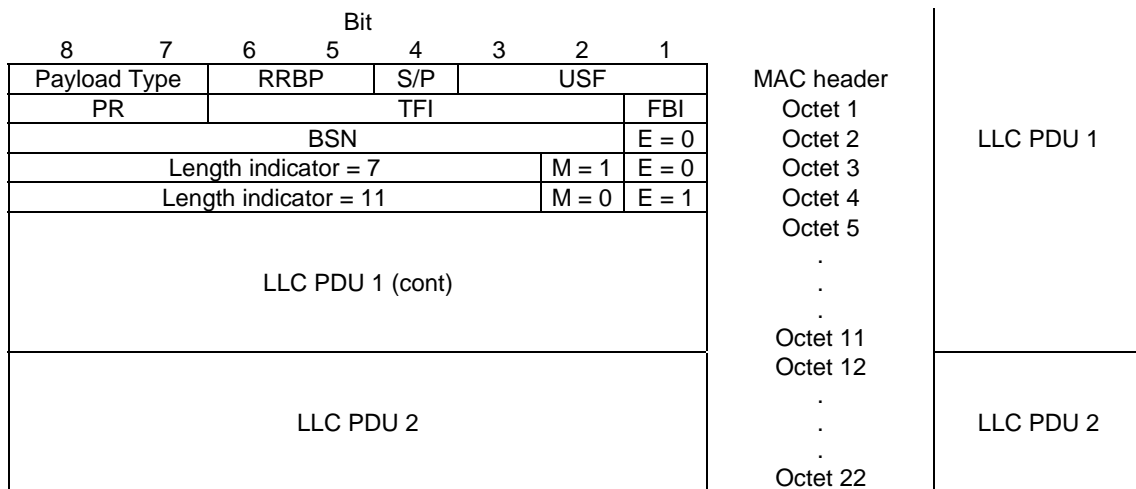 Bit
8 7 6 5 4 3 2 1
Payload Type RRBP S/P USF MAC header
PR TFI FBI Octet 1
BSN E = 0 Octet 2 LLC PDU 1
Length indicator = 7 M = 1 E = 0 Octet 3
Length indicator = 11 M = 0 E = 1 Octet 4
Octet 5
.
LLC PDU 1 (cont) .
.
Octet 11
Octet 12
.
LLC PDU 2 . LLC PDU 2
.
Octet 22